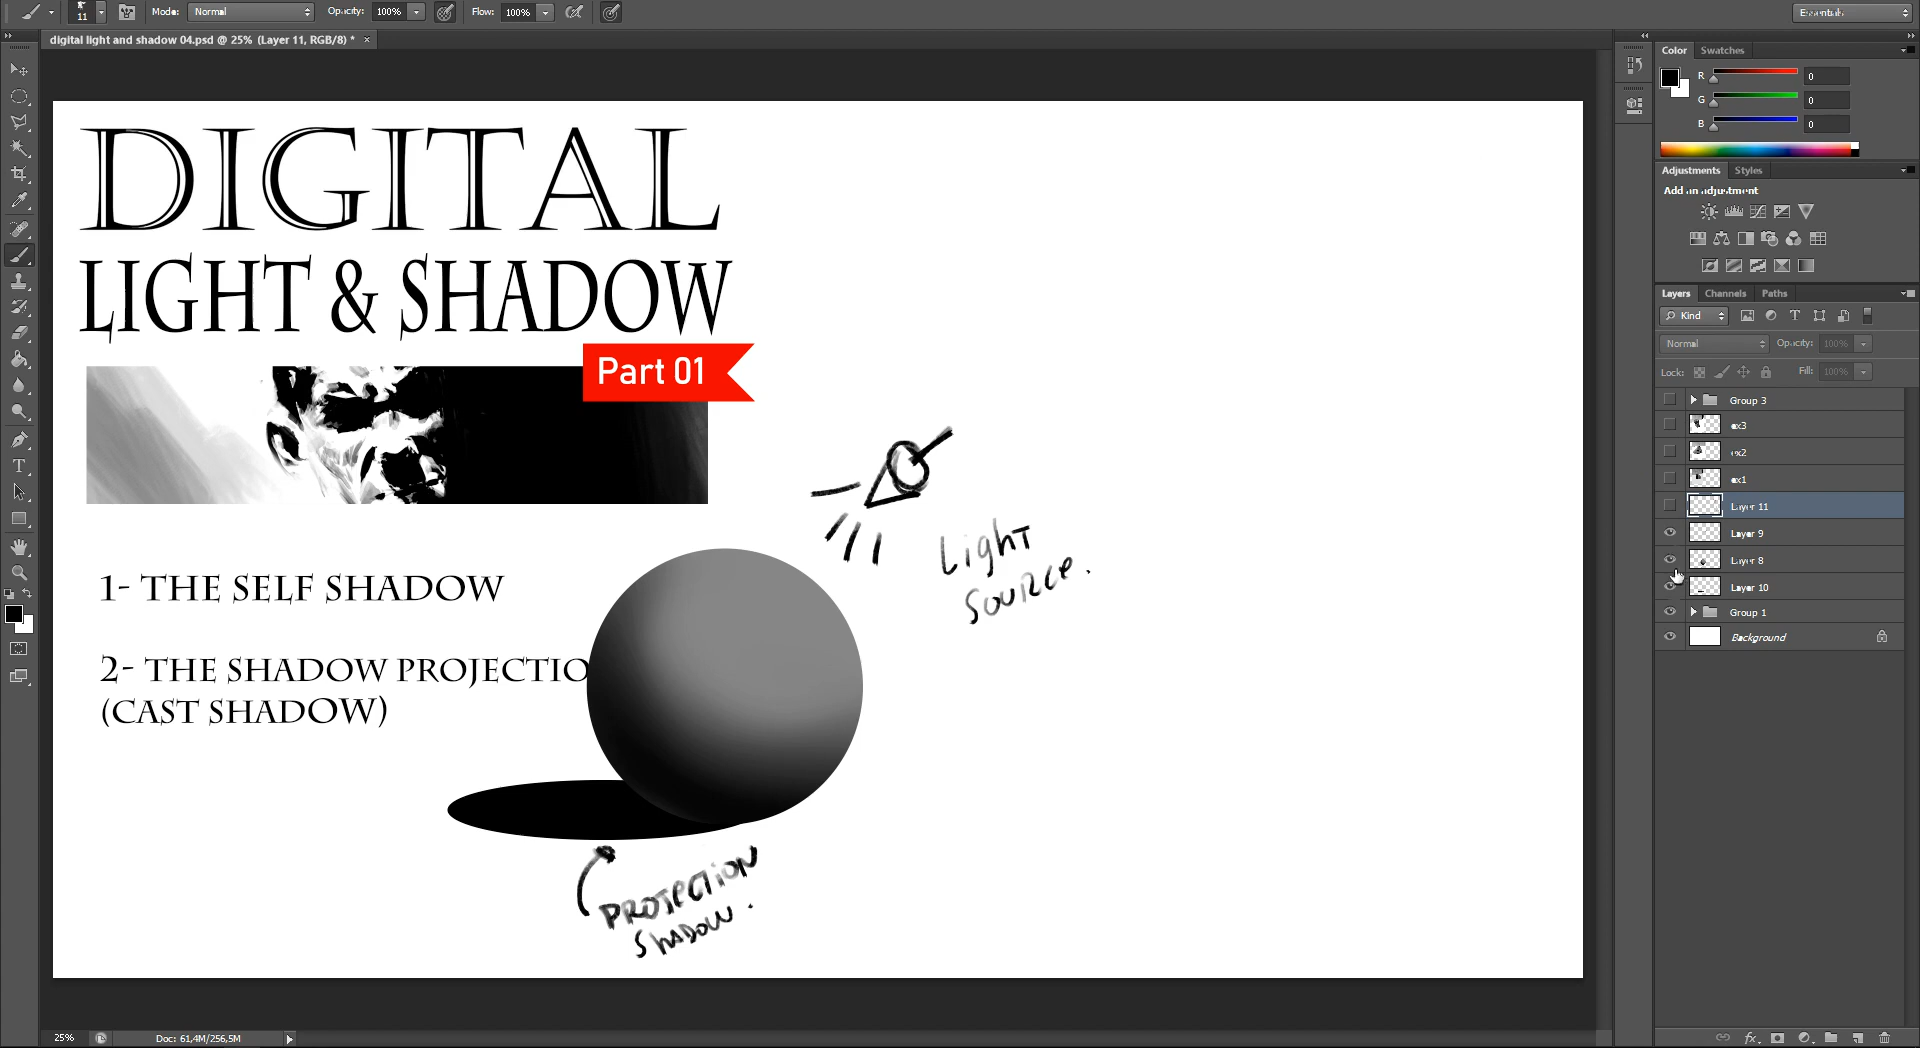 11
Mode:
Normal
Opacity:
100%
Flow:
100%
Essentials
digital light and shadow 04.psd @ 25% (Layer 11, RGB/8) *
DIGITAL
LIGHT & SHADOW
Part 01
1- THE SELF SHADOW
2- THE SHADOW PROJECTIO
(CAST SHADOW)
Light
Source.
PROJECTION
SHADOW.
Color
Swatches
R
0
G
0
B
0
Adjustments
Styles
Add an adjustment
Layers
Channels
Paths
Kind
Normal
Opacity:
100%
Lock:
Fill:
100%
Group 3
ex3
ex2
ex1
Layer 11
Layer 9
Layer 8
Layer 10
Group 1
Background
25%
Doc: 61,4M/256,5M